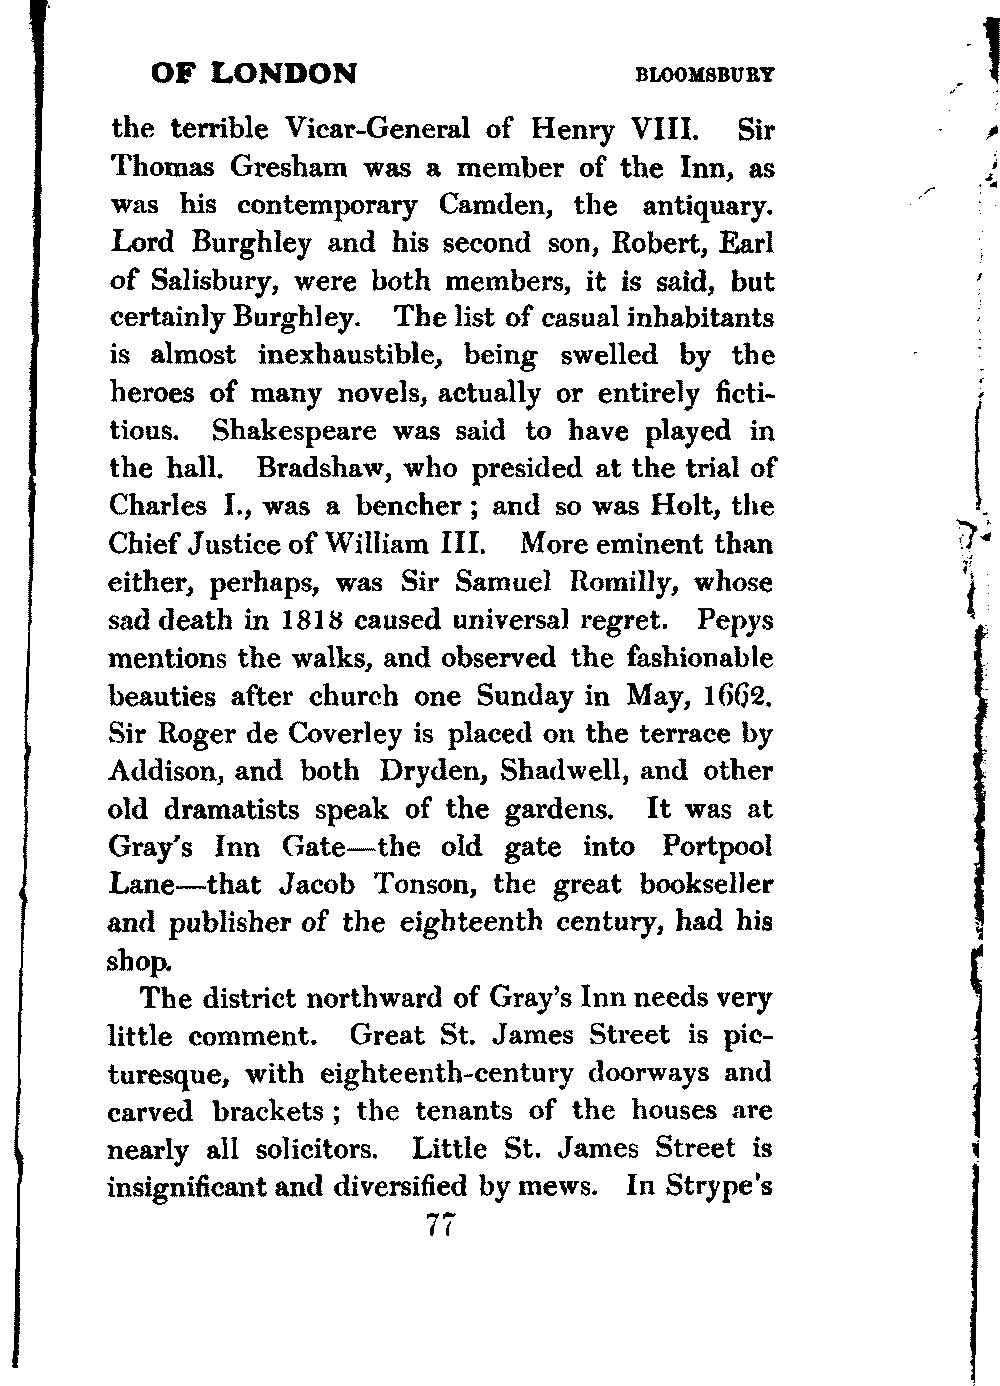 OF LONDON BLOOMSBURY
the terrible Vicar-General of Henry VIII. Sir
Thomas Gresham was a member of the Inn, as
was his contemporary Camden, the antiquary.
Lord Burghley and his second son, Robert, Earl
of Salisbury, were both members, it is said, but
certainly Burghley. The list of casual inhabitants
is almost inexhaustible, being swelled by the
heroes of many novels, actually or entirely ficti-
tious. Shakespeare was said to have played in
the hall. Bradshaw, who presided at the trial of
Charles I., was a bencher; and so was Holt, the
Chief Justice of William III. More eminent than
either, perhaps, was Sir Samuel Romilly, whose
sad death in 1818 caused universal regret. Pepys
mentions the walks, and observed the fashionable
beauties after church one Sunday in May, 1662.
Sir Roger de Coverley is placed on the terrace by
Addison, and both Dryden, Shadwell, and other
old dramatists speak of the gardens. It was at
Gray's Inn Gate—the old gate into Portpool
Lane—that Jacob Tonson, the great bookseller
and publisher of the eighteenth century, had his
shop.
The district northward of Gray's Inn needs very
little comment. Great St. James Street is pic-
turesque, with eighteenth-century doorways and
carved brackets; the tenants of the houses are
nearly all solicitors. Little St. James Street is
insignificant and diversified by mews. In Strype's
77